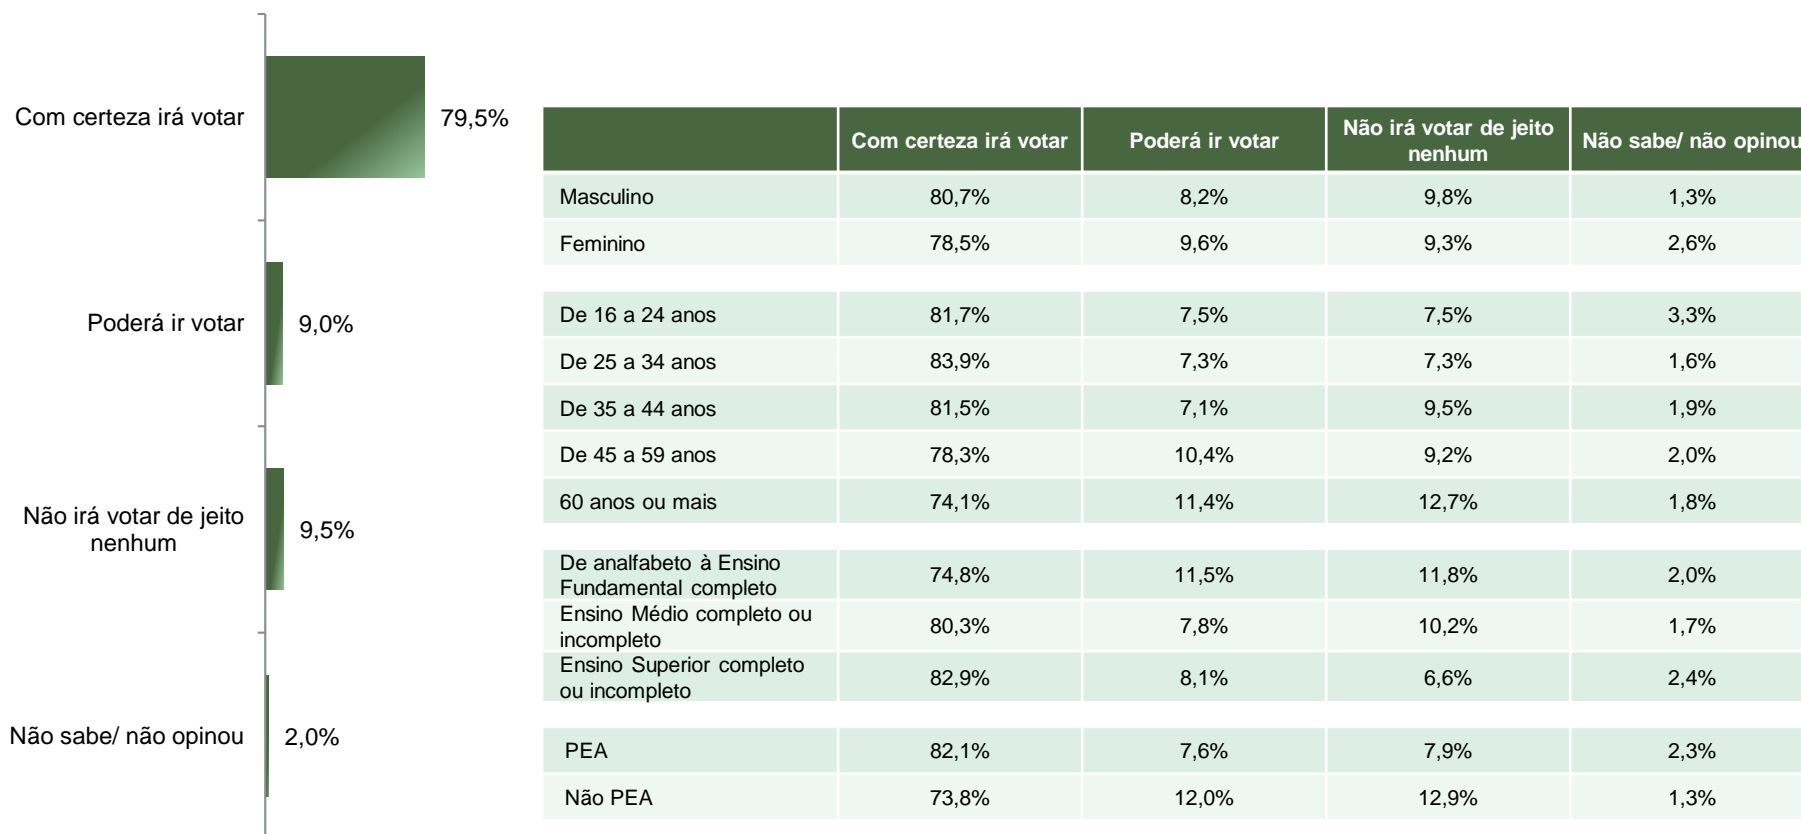 Com certeza irá votar
79,5%
Poderá ir votar
9,0%
Não irá votar de jeito
nenhum
9,5%
Não sabe/ não opinou
2,0%
Com certeza irá votar Poderá ir votar Não irá votar de jeito nenhum Não sabe/ não opinou
Masculino 80,7% 8,2% 9,8% 1,3%
Feminino 78,5% 9,6% 9,3% 2,6%
De 16 a 24 anos 81,7% 7,5% 7,5% 3,3%
De 25 a 34 anos 83,9% 7,3% 7,3% 1,6%
De 35 a 44 anos 81,5% 7,1% 9,5% 1,9%
De 45 a 59 anos 78,3% 10,4% 9,2% 2,0%
60 anos ou mais 74,1% 11,4% 12,7% 1,8%
De analfabeto à Ensino
Fundamental completo 74,8% 11,5% 11,8% 2,0%
Ensino Médio completo ou
incompleto 80,3% 7,8% 10,2% 1,7%
Ensino Superior completo
ou incompleto 82,9% 8,1% 6,6% 2,4%
PEA 82,1% 7,6% 7,9% 2,3%
Não PEA 73,8% 12,0% 12,9% 1,3%